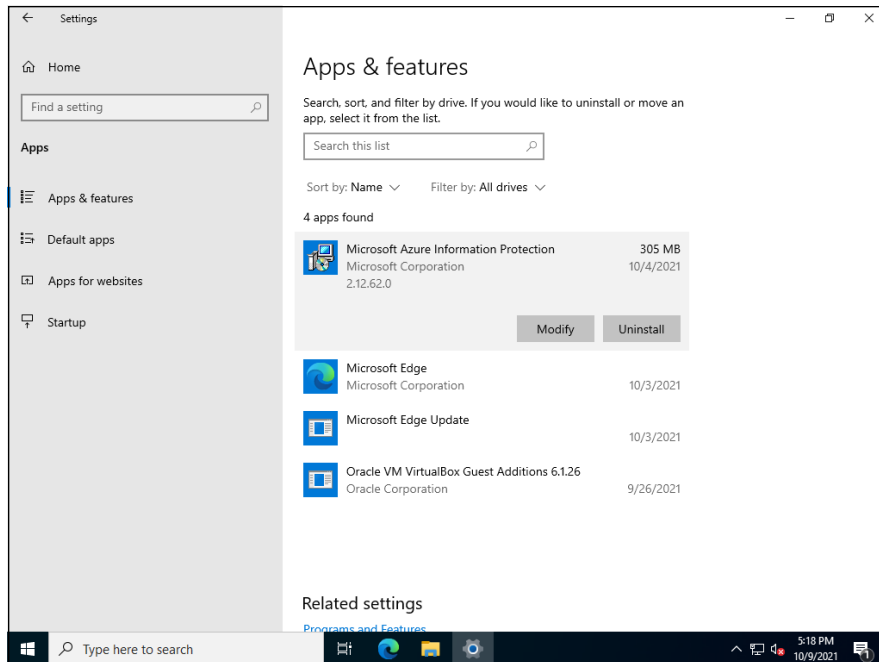 Settings
Home
Find a setting
Apps
Apps & features
Default apps
Apps for websites
Startup
Apps & features
Search, sort, and filter by drive. If you would like to uninstall or move an
app, select it from the list.
Search this list
Sort by: Name Filter by: All drives
4 apps found
Microsoft Azure Information Protection 305 MB
Microsoft Corporation 10/4/2021
2.12.62.0
Modify Uninstall
Microsoft Edge
Microsoft Corporation 10/3/2021
Microsoft Edge Update
10/3/2021
Oracle VM VirtualBox Guest Additions 6.1.26
Oracle Corporation 9/26/2021
Related settings
Programs and Features
Type here to search
5:18 PM
10/9/2021
1